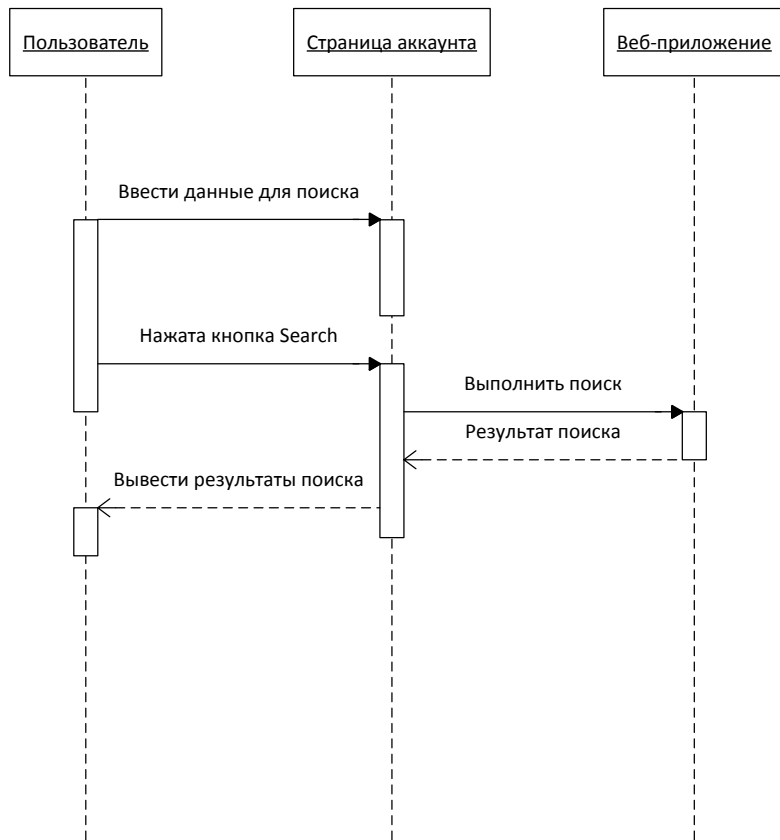 Пользователь
Страница аккаунта
Веб-приложение
Ввести данные для поиска
Нажата кнопка Search
Выполнить поиск
Результат поиска
Вывести результаты поиска